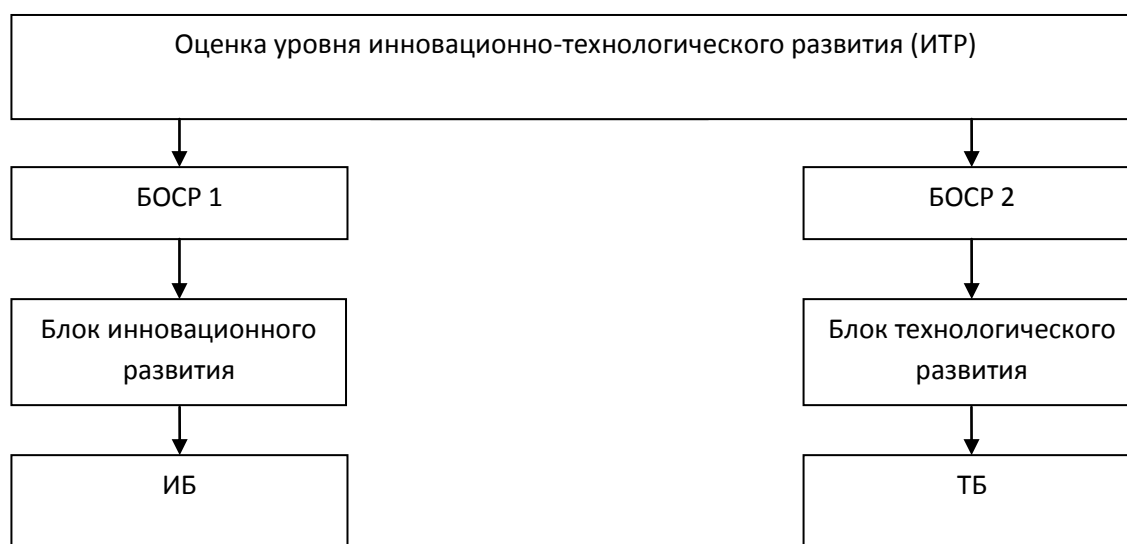 Оценка уровня инновационно-технологического развития (ИТР)
БОСР 1
БОСР 2
Блок инновационного
развития
Блок технологического
развития
ИБ
ТБ